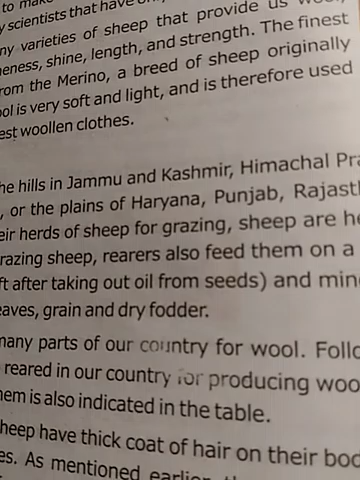 to make
scientists that have
ny varieties of sheep that provide us wool,
neness, shine, length, and strength. The finest
rom the Merino, a breed of sheep originally
ool is very soft and light, and is therefore used
est woollen clothes.
he hills in Jammu and Kashmir, Himachal Pra
, or the plains of Haryana, Punjab, Rajast
eir herds of sheep for grazing, sheep are he
razing sheep, rearers also feed them on a
ft after taking out oil from seeds) and min
eaves, grain and dry fodder.
many parts of our country for wool. Follo
reared in our country for producing woo
hem is also indicated in the table.
heep have thick coat of hair on their bod
es. As mentioned earlier